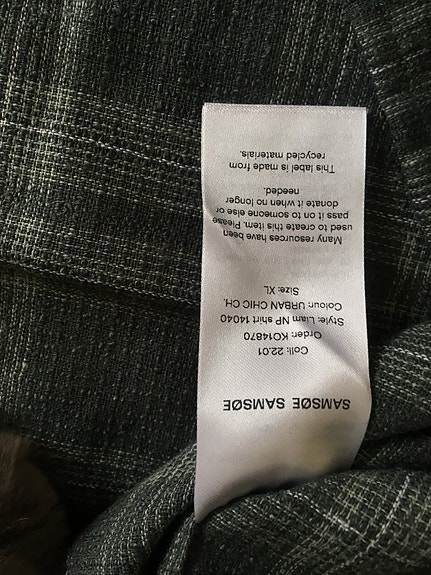 SAMSØE SAMSØE
Coll: 22.01
Order: KO14870
Style: Liam NP shirt 14040
Colour: URBAN CHIC CH.
Size: XL
Many resources have been
used to create this item. Please
pass it on to someone else or
donate it when no longer
needed.
This label is made from
recycled materials.